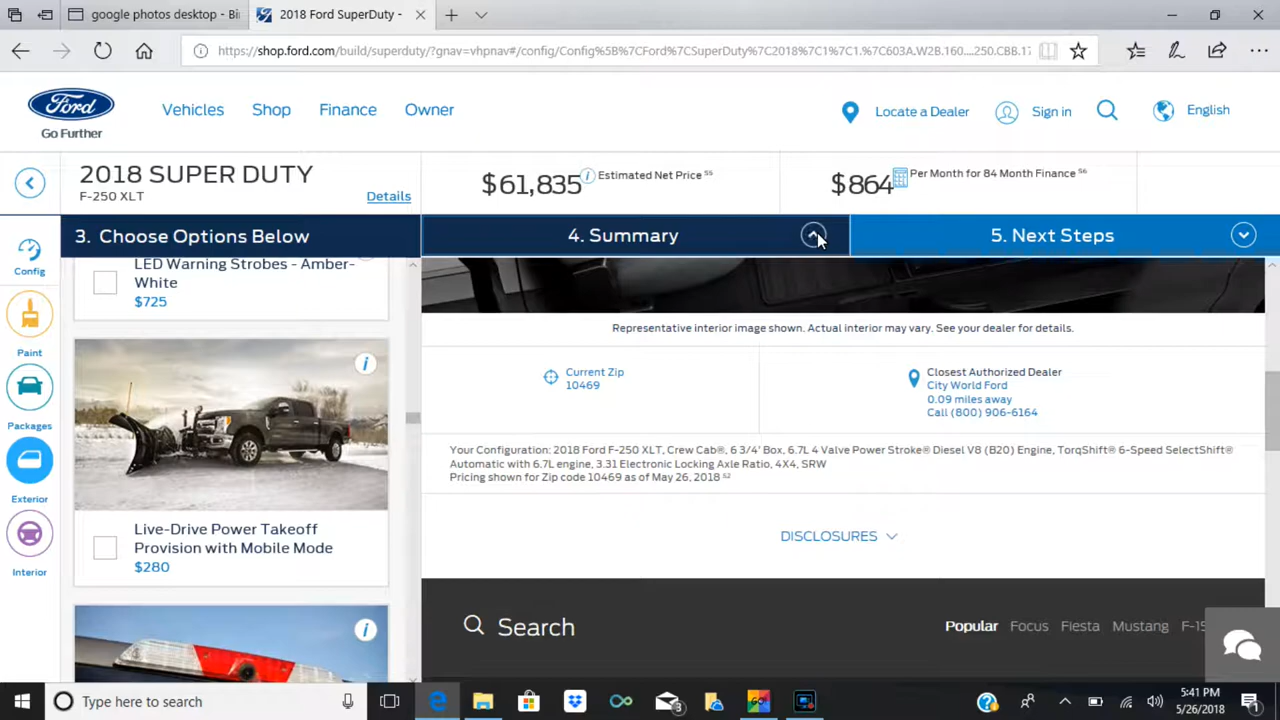 google photos desktop - Bi
2018 Ford SuperDuty -
https://shop.ford.com/build/superduty/?gnav=vhpnav#/config/Config%5B%7CFord%7CSuperDuty%7C2018%7C1%7C1.%7C603A.W2B.160....250.CBB.17
Ford
Go Further
Vehicles
Shop
Finance
Owner
Locate a Dealer
Sign in
English
2018 SUPER DUTY
F-250 XLT
Details
$61,835
Estimated Net Price 55
$864
Per Month for 84 Month Finance 56
3. Choose Options Below
4. Summary
5. Next Steps
Config
Paint
Packages
Exterior
Interior
LED Warning Strobes - Amber-
White
$725
Live-Drive Power Takeoff
Provision with Mobile Mode
$280
Representative interior image shown. Actual interior may vary. See your dealer for details.
Current Zip
10469
Closest Authorized Dealer
City World Ford
0.09 miles away
Call (800) 906-6164
Your Configuration: 2018 Ford F-250 XLT, Crew Cab®, 6 3/4' Box, 6.7L 4 Valve Power Stroke® Diesel V8 (B20) Engine, TorqShift® 6-Speed SelectShift®
Automatic with 6.7L engine, 3.31 Electronic Locking Axle Ratio, 4X4, SRW
Pricing shown for Zip code 10469 as of May 26, 2018 52
DISCLOSURES
Search
Popular
Focus
Fiesta
Mustang
F-15
Type here to search
3
GO!
5:41 PM
5/26/2018
1